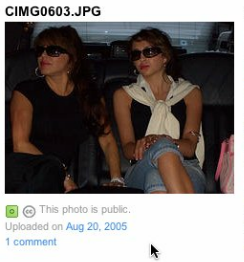 CIMG0603.JPG
This photo is public.
Uploaded on Aug 20, 2005
1 comment